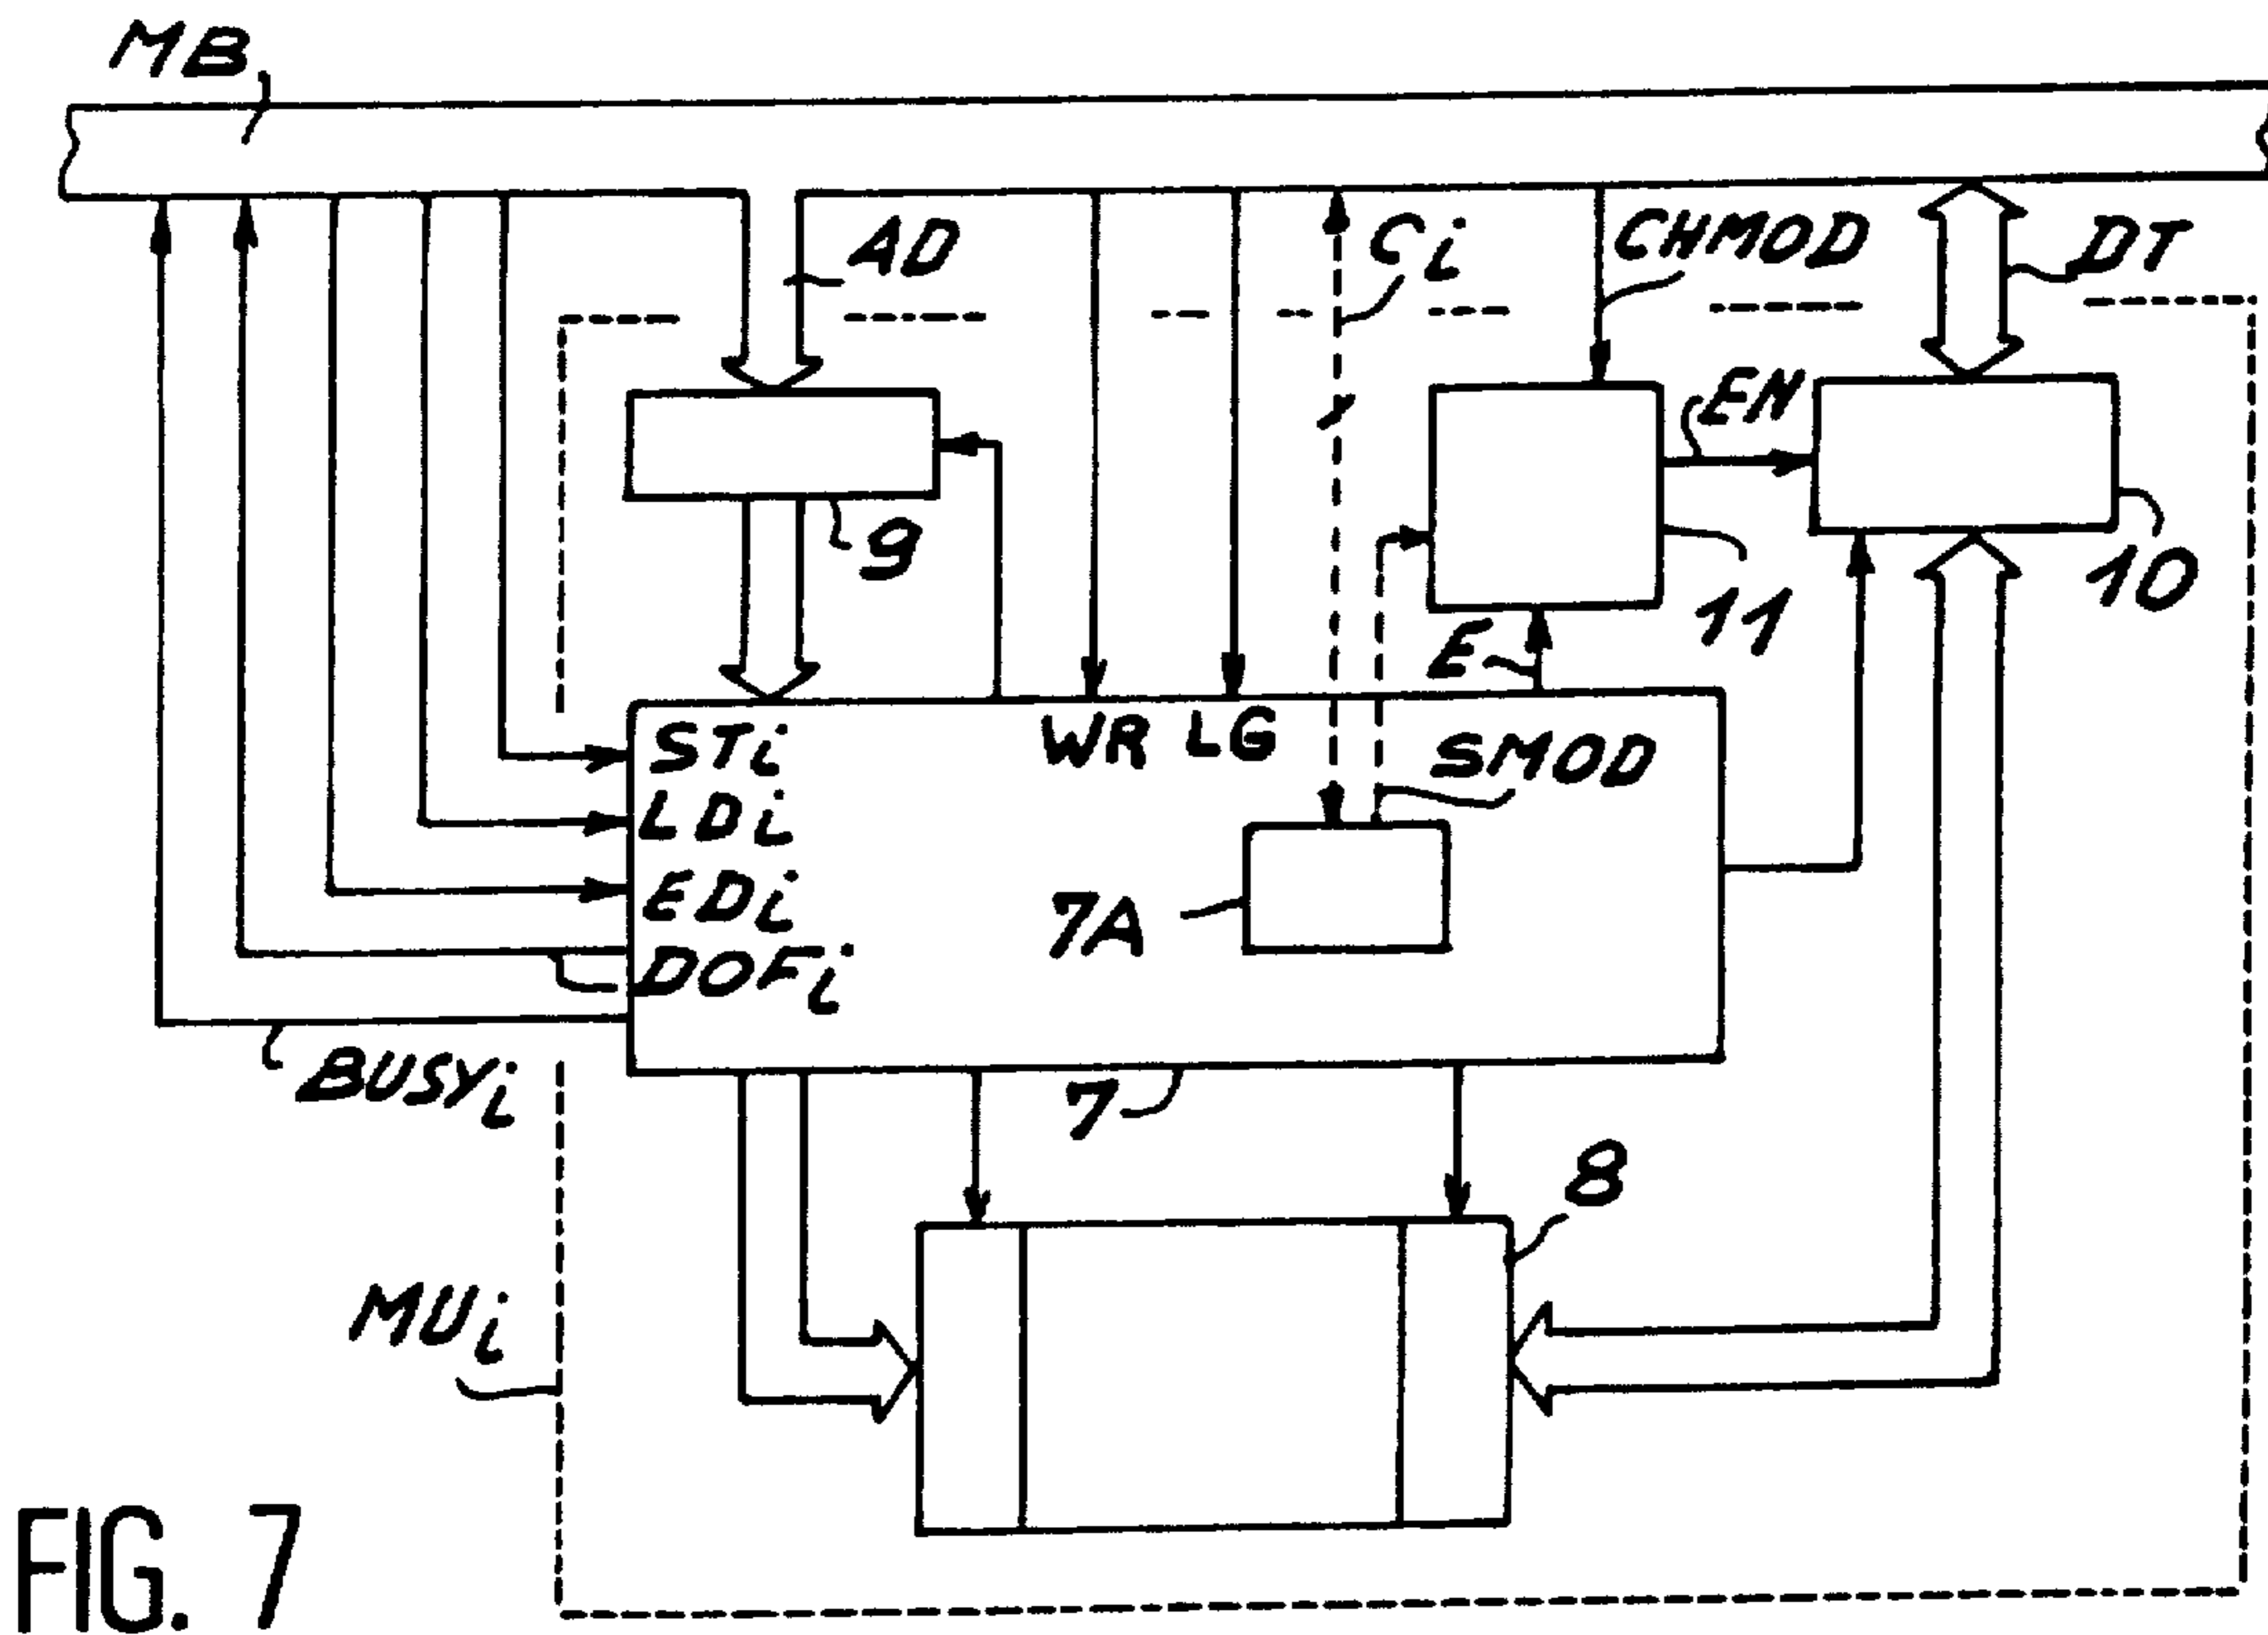 MB
AD
Ci
CHMOD
DT
EN
9
11
10
E
STi
WR LG
SMOD
LDi
EDi
7A
DOFi
BUSYi
7
8
MUi
FIG. 7